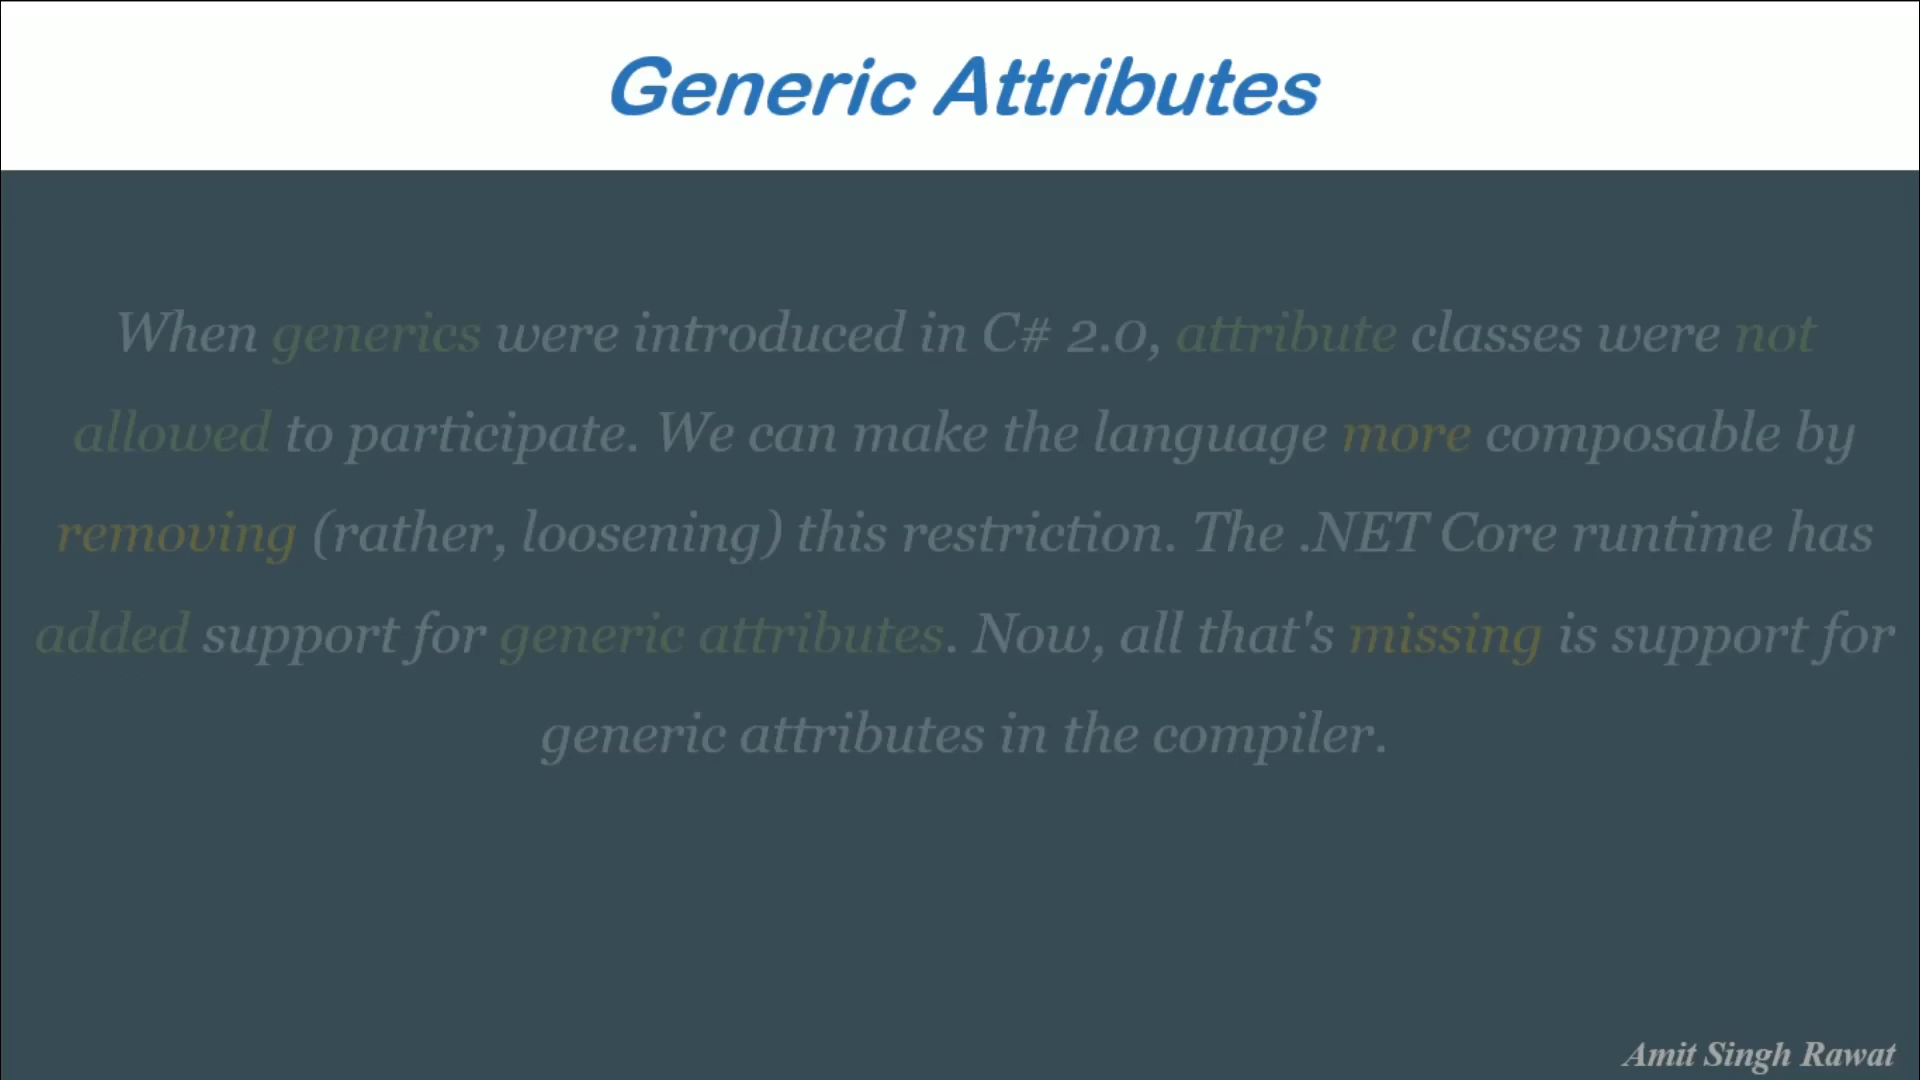 Generic Attributes
When generics were introduced in C# 2.0, attribute classes were not
allowed to participate. We can make the language more composable by
removing (rather, loosening) this restriction. The .NET Core runtime has
added support for generic attributes. Now, all that's missing is support for
generic attributes in the compiler.
Amit Singh Rawat